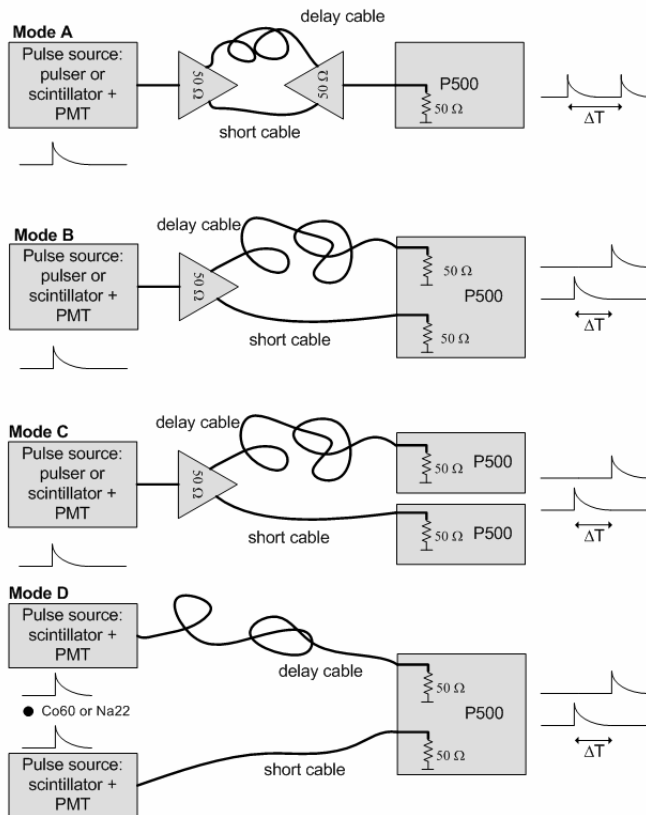 Mode A
Pulse source:
pulser or
scintillator +
PMT
50 Ω
delay cable
short cable
50 Ω
P500
50 Ω
ΔT
Mode B
Pulse source:
pulser or
scintillator +
PMT
50 Ω
delay cable
short cable
50 Ω
P500
50 Ω
ΔT
Mode C
Pulse source:
pulser or
scintillator +
PMT
50 Ω
delay cable
short cable
P500
50 Ω
50 Ω
P500
ΔT
Mode D
Pulse source:
scintillator +
PMT
Co60 or Na22
Pulse source:
scintillator +
PMT
delay cable
short cable
50 Ω
P500
50 Ω
ΔT